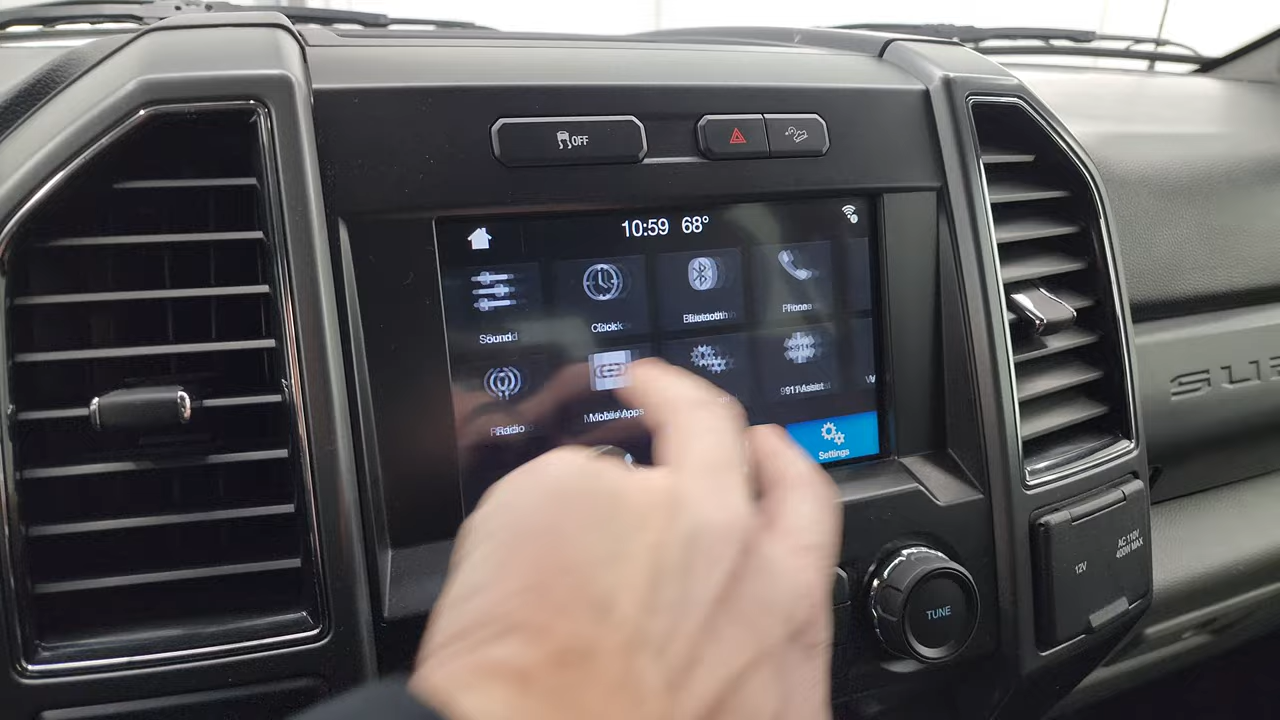 OFF
10:59 68°
Sound
Clock
Bluetooth
Phone
Radio
Mobile Apps
911 Assist
Settings
TUNE
12V
AC 110V
400W MAX